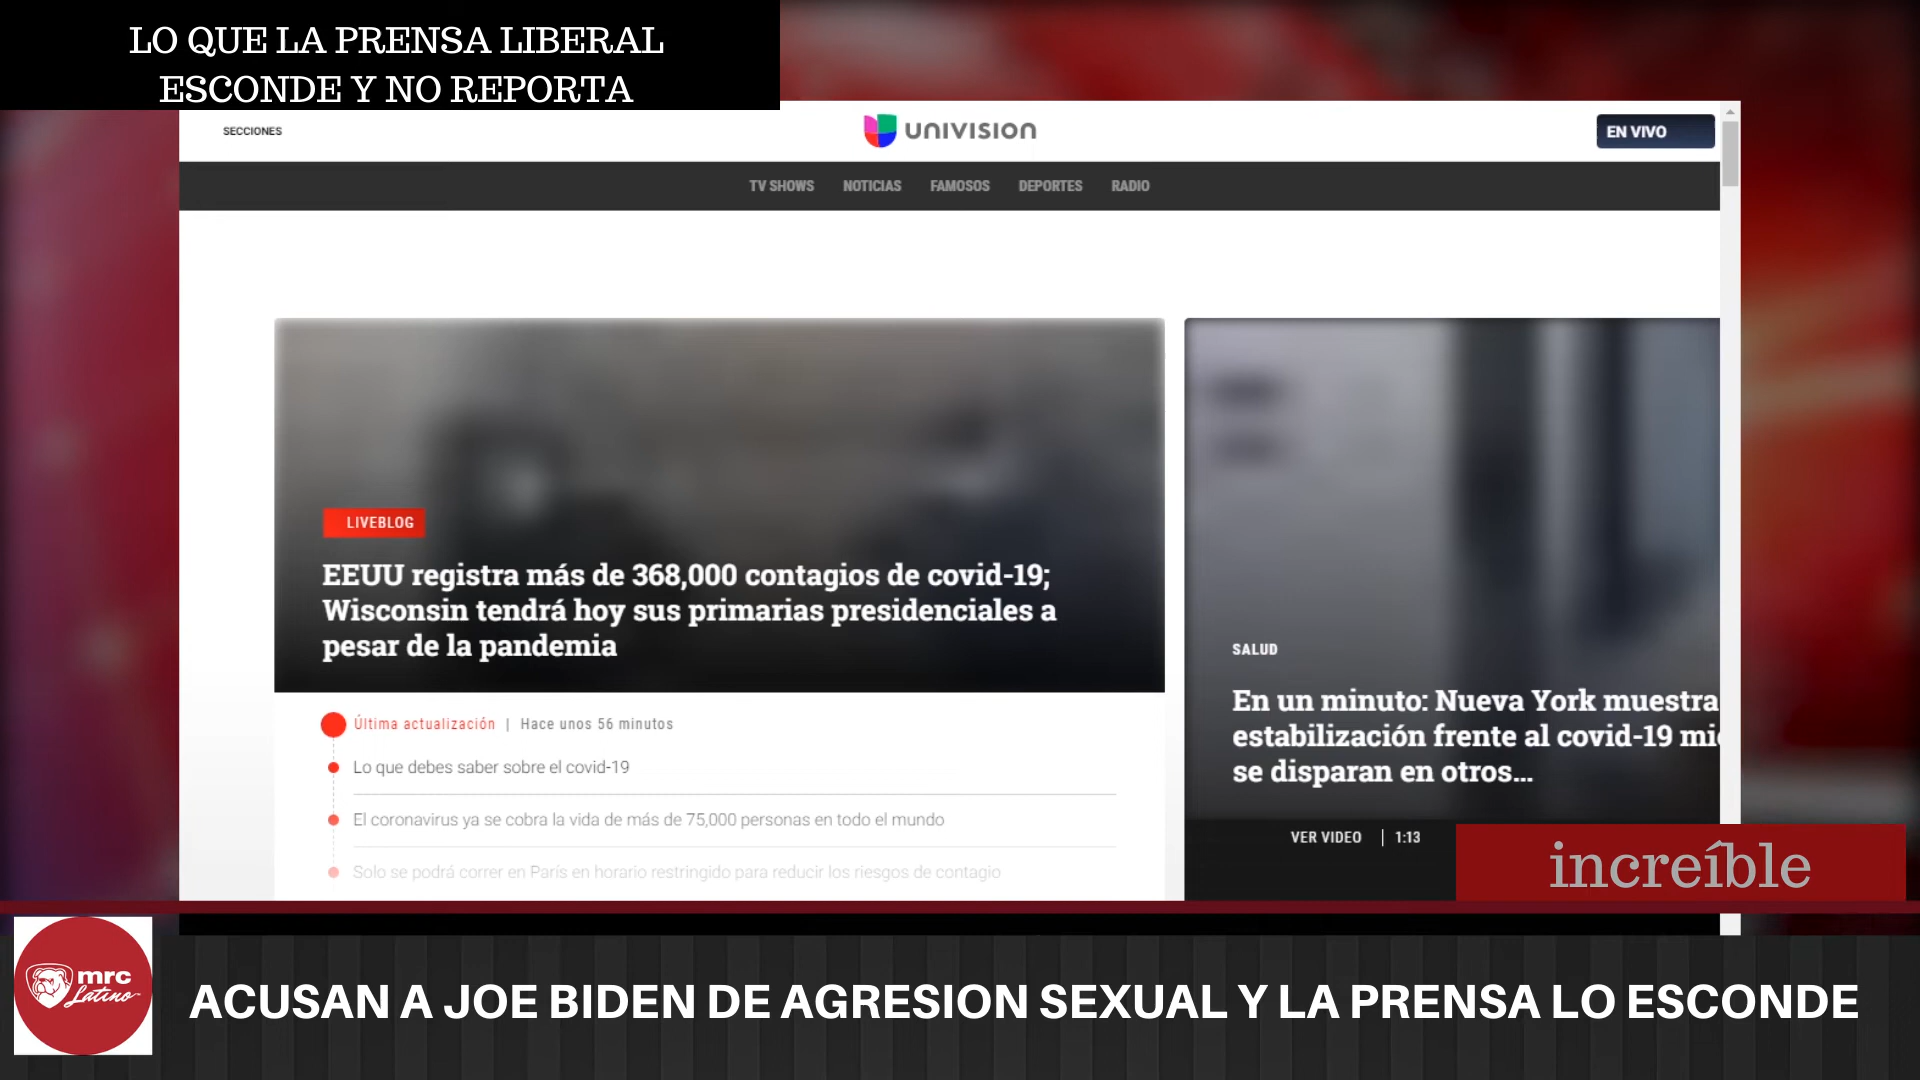 LO QUE LA PRENSA LIBERAL
ESCONDE Y NO REPORTA
SECCIONES
UNIVISION
EN VIVO
TV SHOWS NOTICIAS FAMOSOS DEPORTES RADIO
LIVEBLOG
EEUU registra más de 368,000 contagios de covid-19;
Wisconsin tendrá hoy sus primarias presidenciales a
pesar de la pandemia
Última actualización | Hace unos 56 minutos
Lo que debes saber sobre el covid-19
El coronavirus ya se cobra la vida de más de 75,000 personas en todo el mundo
Solo se podrá correr en París en horario restringido para reducir los riesgos de contagio
SALUD
En un minuto: Nueva York muestra
estabilización frente al covid-19
se disparan en otros...
VER VIDEO | 1:13
increíble
mrc
Latino
ACUSAN A JOE BIDEN DE AGRESION SEXUAL Y LA PRENSA LO ESCONDE